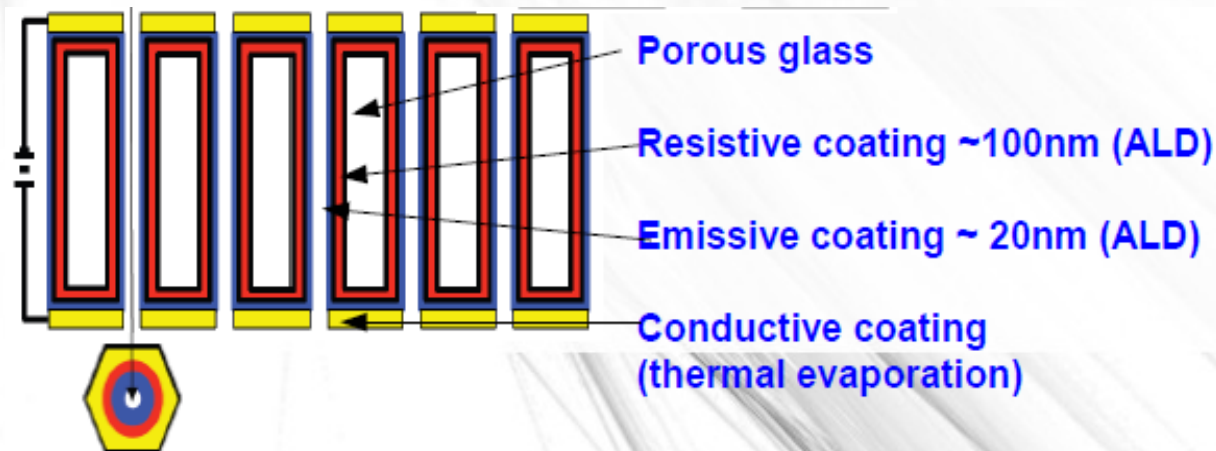 Porous glass
Resistive coating ~100nm (ALD)
Emissive coating ~ 20nm (ALD)
Conductive coating
(thermal evaporation)